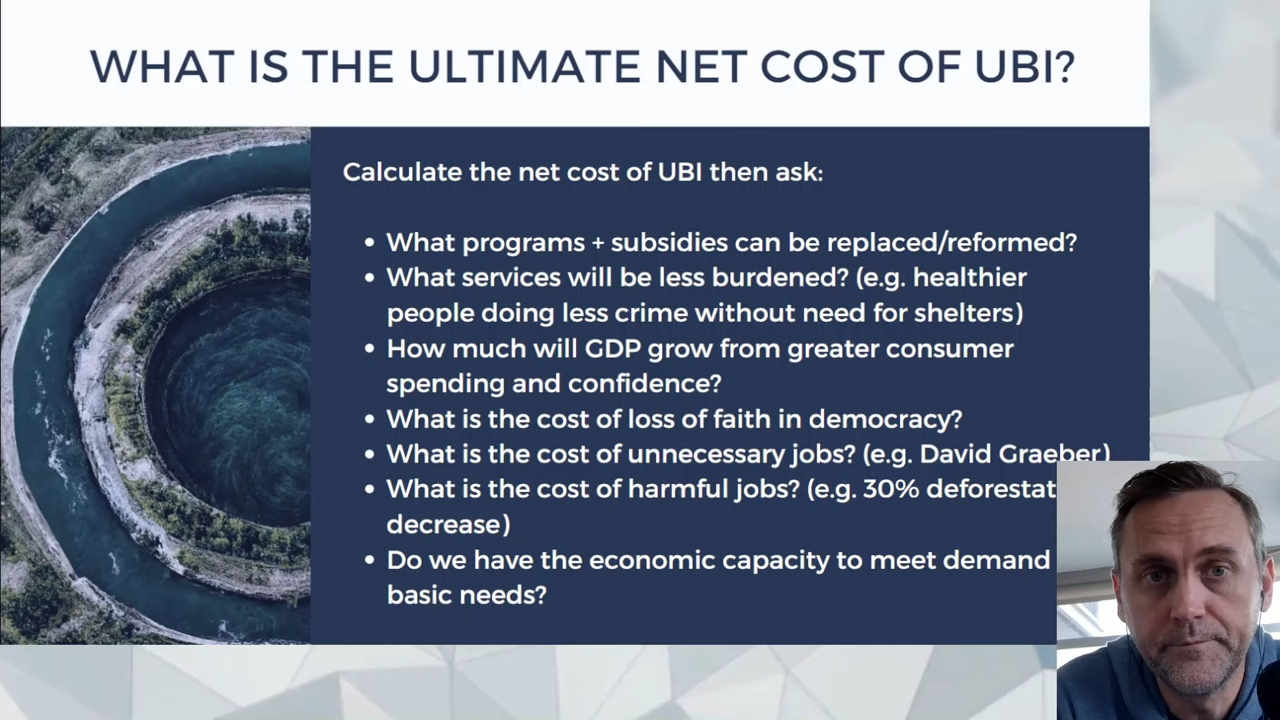 WHAT IS THE ULTIMATE NET COST OF UBI?
Calculate the net cost of UBI then ask:
• What programs + subsidies can be replaced/reformed?
• What services will be less burdened? (e.g. healthier
people doing less crime without need for shelters)
• How much will GDP grow from greater consumer
spending and confidence?
• What is the cost of loss of faith in democracy?
• What is the cost of unnecessary jobs? (e.g. David Graeber)
• What is the cost of harmful jobs? (e.g. 30% deforestat
decrease)
• Do we have the economic capacity to meet demand
basic needs?